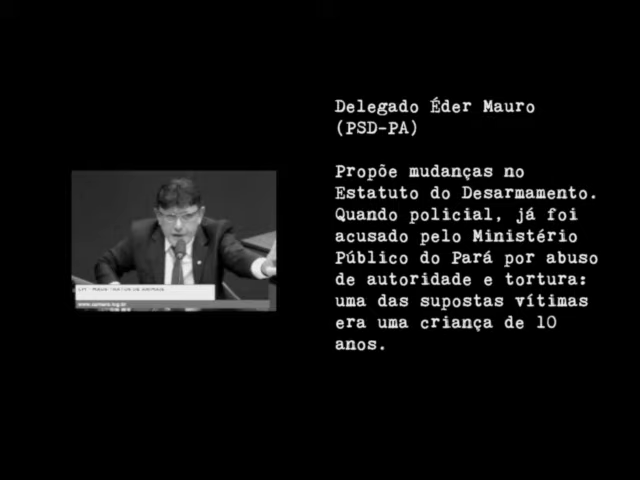 Delegado Éder Mauro
(PSD-PA)
Propõe mudanças no
Estatuto do Desarmamento.
Quando policial, já foi
acusado pelo Ministério
Público do Pará por abuso
de autoridade e tortura:
uma das supostas vítimas
era uma criança de 10
anos.